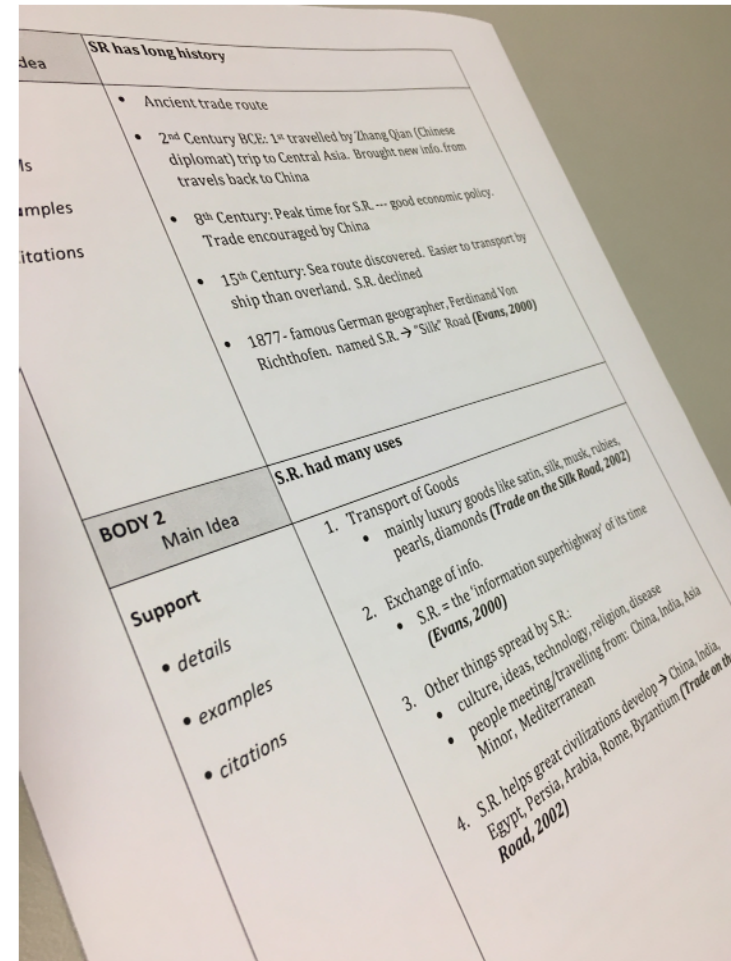 dea
SR has long history
ls
amples
itations
• Ancient trade route
• 2nd Century BCE: 1st travelled by Zhang Qian (Chinese
diplomat) trip to Central Asia. Brought new info. from
travels back to China
• 8th Century: Peak time for S.R. --- good economic policy.
Trade encouraged by China
• 15th Century: Sea route discovered. Easier to transport by
ship than overland. S.R. declined
• 1877- famous German geographer, Ferdinand Von
Richthofen. named S.R. → "Silk" Road (Evans, 2000)
BODY 2
Main Idea
S.R. had many uses
Support
• details
• examples
• citations
1. Transport of Goods
• mainly luxury goods like satin, silk, musk, rubies,
pearls, diamonds (Trade on the Silk Road, 2002)
2. Exchange of info.
• S.R. = the 'information superhighway' of its time
(Evans, 2000)
3. Other things spread by S.R.:
• culture, ideas, technology, religion, disease
• people meeting/travelling from: China, India, Asia
Minor, Mediterranean
4. S.R. helps great civilizations develop → China, India,
Egypt, Persia, Arabia, Rome, Byzantium (Trade on th
Road, 2002)